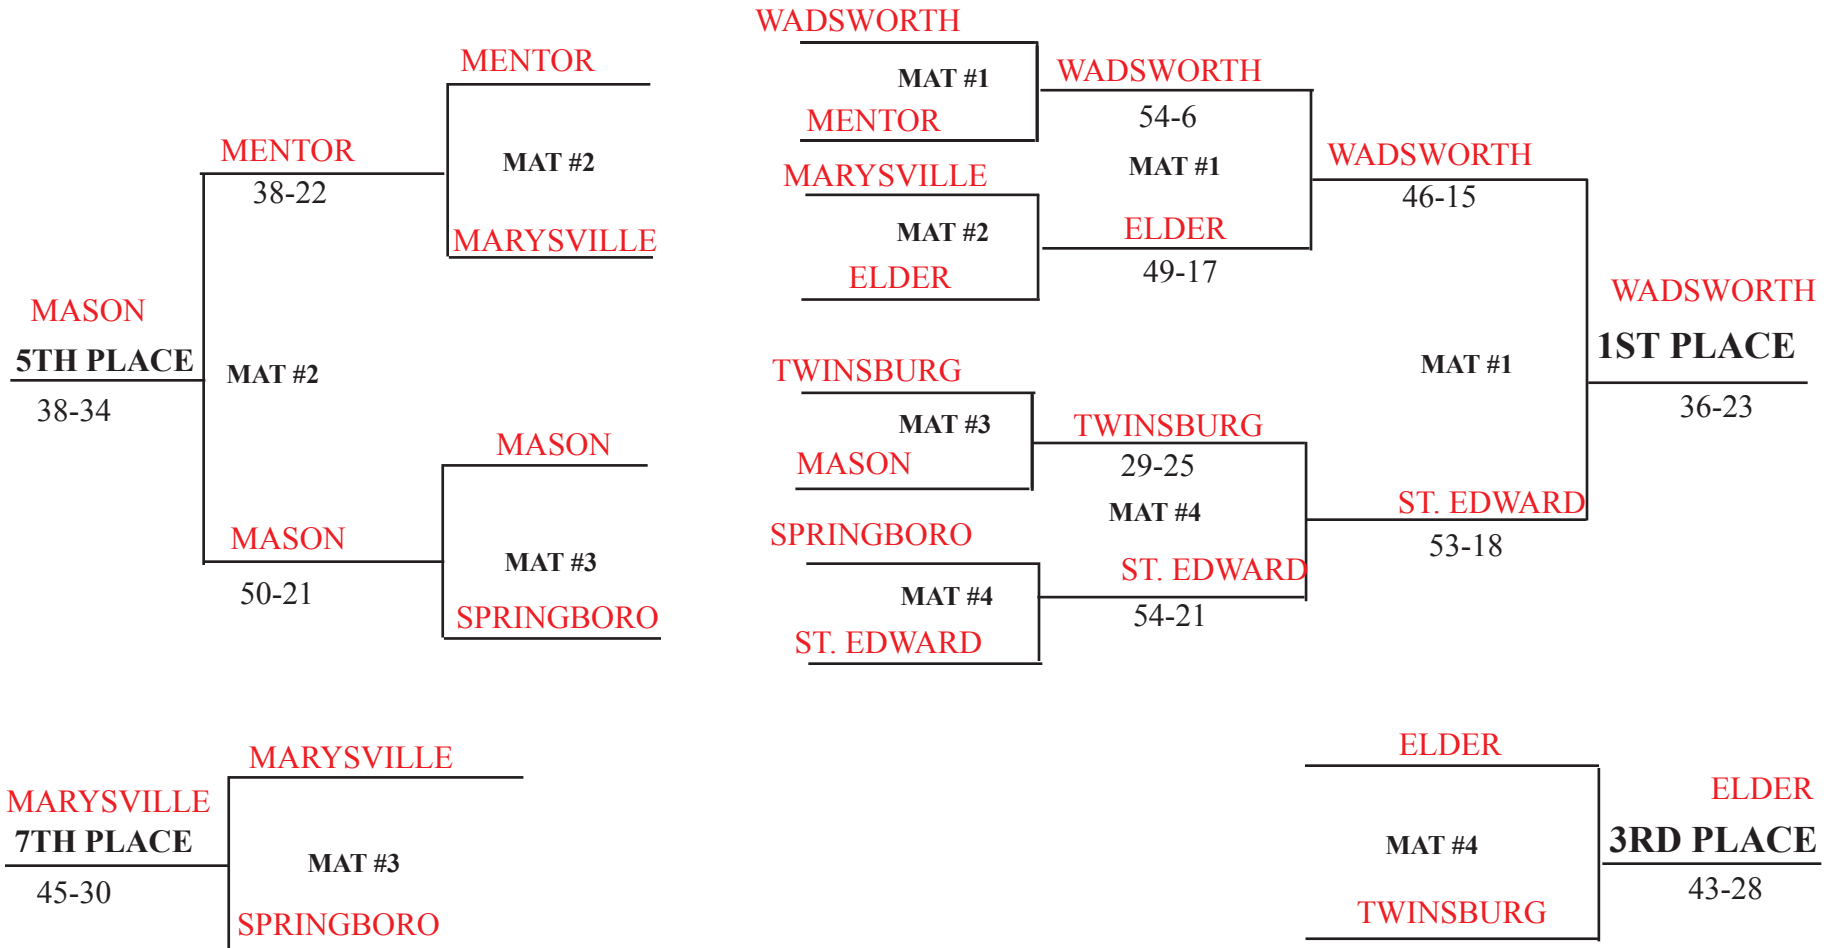 WADSWORTH
MENTOR
MAT #1
WADSWORTH
54-6
MENTOR
MENTOR
MAT #2
38-22
MARYSVILLE
MAT #1
WADSWORTH
46-15
MARYSVILLE
MAT #2
ELDER
49-17
ELDER
MASON
5TH PLACE
MAT #2
38-34
WADSWORTH
1ST PLACE
MAT #1
36-23
TWINSBURG
MAT #3
TWINSBURG
29-25
MASON
MASON
MAT #4
ST. EDWARD
53-18
SPRINGBORO
MASON
50-21
MAT #3
SPRINGBORO
ST. EDWARD
MAT #4
54-21
ST. EDWARD
MARYSVILLE
MARYSVILLE
7TH PLACE
45-30
MAT #3
SPRINGBORO
ELDER
ELDER
MAT #4
3RD PLACE
43-28
TWINSBURG